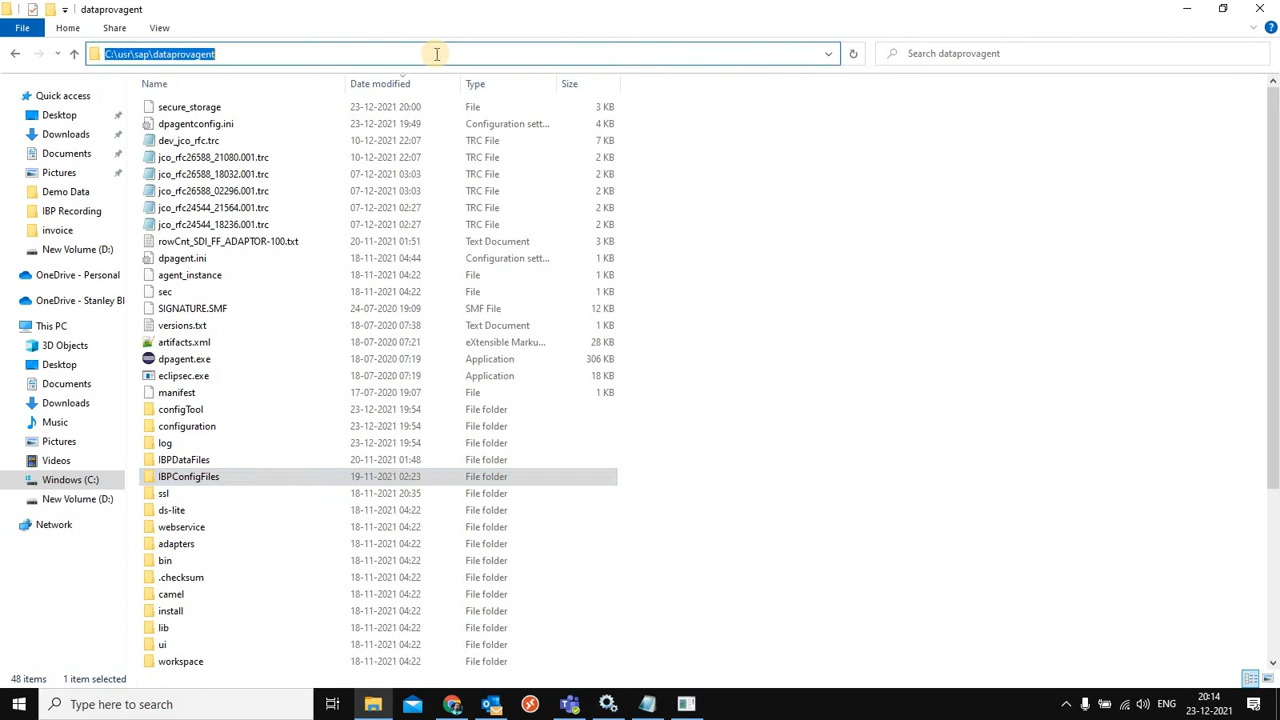 dataprovagent
File Home Share View
C:\usr\sap\dataprovagent
Search dataprovagent
Name Date modified Type Size
Quick access
Desktop
Downloads
Documents
Pictures
Demo Data
IBP Recording
invoice
New Volume (D:)
OneDrive - Personal
OneDrive - Stanley Bl
This PC
3D Objects
Desktop
Documents
Downloads
Music
Pictures
Videos
Windows (C:)
New Volume (D:)
Network
secure_storage 23-12-2021 20:00 File 3 KB
dpagentconfig.ini 23-12-2021 19:49 Configuration sett... 4 KB
dev_jco_rfc.trc 10-12-2021 22:07 TRC File 7 KB
jco_rfc26588_21080.001.trc 10-12-2021 22:07 TRC File 2 KB
jco_rfc26588_18032.001.trc 07-12-2021 03:03 TRC File 2 KB
jco_rfc26588_02296.001.trc 07-12-2021 03:03 TRC File 2 KB
jco_rfc24544_21564.001.trc 07-12-2021 02:27 TRC File 2 KB
jco_rfc24544_18236.001.trc 07-12-2021 02:27 TRC File 2 KB
rowCnt_SDI_FF_ADAPTOR-100.txt 20-11-2021 01:51 Text Document 3 KB
dpagent.ini 18-11-2021 04:44 Configuration sett... 1 KB
agent_instance 18-11-2021 04:22 File 1 KB
sec 18-11-2021 04:22 File 1 KB
SIGNATURE.SMF 24-07-2020 19:09 SMF File 12 KB
versions.txt 18-07-2020 07:38 Text Document 1 KB
artifacts.xml 18-07-2020 07:21 eXtensible Marku... 28 KB
dpagent.exe 18-07-2020 07:19 Application 306 KB
eclipsec.exe 18-07-2020 07:19 Application 18 KB
manifest 17-07-2020 19:07 File 1 KB
configTool 23-12-2021 19:54 File folder
configuration 23-12-2021 19:54 File folder
log 23-12-2021 19:54 File folder
IBPDataFiles 20-11-2021 01:48 File folder
IBPConfigFiles 19-11-2021 02:23 File folder
ssl 18-11-2021 20:35 File folder
ds-lite 18-11-2021 04:22 File folder
webservice 18-11-2021 04:22 File folder
adapters 18-11-2021 04:22 File folder
bin 18-11-2021 04:22 File folder
.checksum 18-11-2021 04:22 File folder
camel 18-11-2021 04:22 File folder
install 18-11-2021 04:22 File folder
lib 18-11-2021 04:22 File folder
ui 18-11-2021 04:22 File folder
workspace 18-11-2021 04:22 File folder
48 items 1 item selected
Type here to search
ENG
20:14
23-12-2021